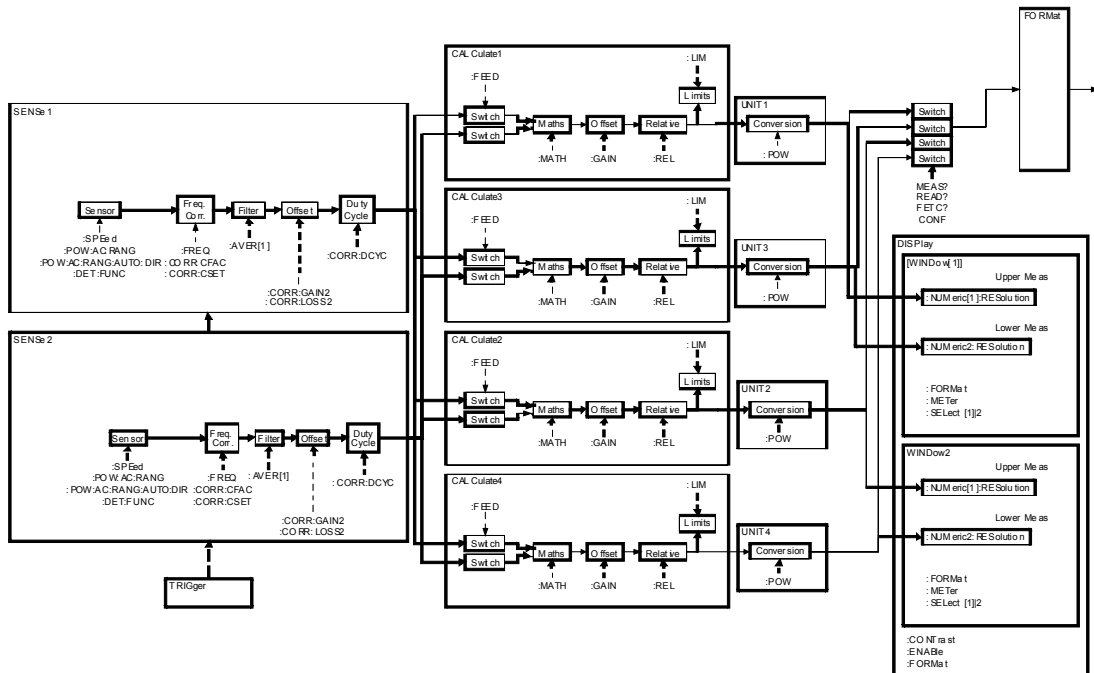 FORMat
CALCulate1
:FEED
Switch
Switch
Maths
Offset
Relative
Limits
:LIM
:MATH
:GAIN
:REL
UNIT1
Conversion
:POW
Switch
Switch
Switch
Switch
MEAS?
READ?
FETC?
CONF
SENSe1
Sensor
Freq.
Corr.
Filter
Offset
Duty
Cycle
:SPEed
:POW:AC:RANG
:POW:AC:RANG:AUTO:DIR
:DET:FUNC
:FREQ
:CORR:CFAC
:CORR:CSET
:AVER[1]
:CORR:GAIN2
:CORR:LOSS2
:CORR:DCYC
CALCulate3
:FEED
Switch
Switch
Maths
Offset
Relative
Limits
:LIM
:MATH
:GAIN
:REL
UNIT3
Conversion
:POW
SENSe2
Sensor
Freq.
Corr.
Filter
Offset
Duty
Cycle
:SPEed
:POW:AC:RANG
:POW:AC:RANG:AUTO:DIR
:DET:FUNC
:FREQ
:CORR:CFAC
:CORR:CSET
:AVER[1]
:CORR:GAIN2
:CORR:LOSS2
:CORR:DCYC
CALCulate2
:FEED
Switch
Switch
Maths
Offset
Relative
Limits
:LIM
:MATH
:GAIN
:REL
UNIT2
Conversion
:POW
TRIGger
CALCulate4
:FEED
Switch
Switch
Maths
Offset
Relative
Limits
:LIM
:MATH
:GAIN
:REL
UNIT4
Conversion
:POW
DISPlay
[WINDow[1]]
Upper Meas
:NUMeric[1]:RESolution
Lower Meas
:NUMeric2:RESolution
:FORMat
:METer
:SELect [1]|2
WINDow2
Upper Meas
:NUMeric[1]:RESolution
Lower Meas
:NUMeric2:RESolution
:FORMat
:METer
:SELect [1]|2
:CONTrast
:ENABle
:FORMat